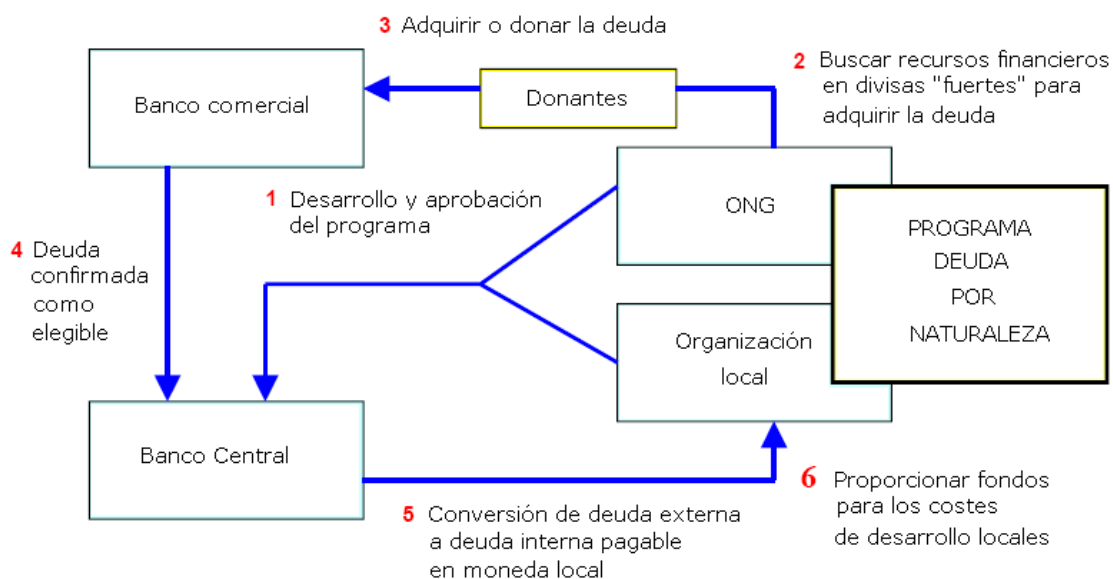 3 Adquirir o donar la deuda
2 Buscar recursos financieros
en divisas "fuertes" para
adquirir la deuda
Banco comercial
Donantes
1 Desarrollo y aprobación
del programa
ONG
PROGRAMA
DEUDA
POR
NATURALEZA
4 Deuda
confirmada
como
elegible
Organización
local
Banco Central
5 Conversión de deuda externa
a deuda interna pagable
en moneda local
6 Proporcionar fondos
para los costes
de desarrollo locales